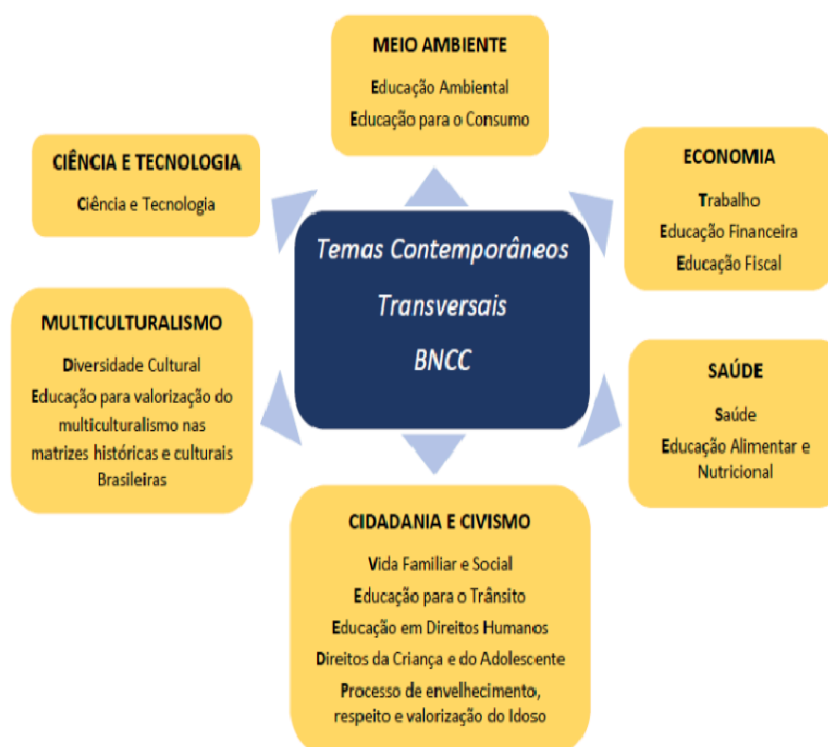 MEIO AMBIENTE
Educação Ambiental
Educação para o Consumo
CIÊNCIA E TECNOLOGIA
Ciência e Tecnologia
ECONOMIA
Trabalho
Educação Financeira
Educação Fiscal
Temas Contemporâneos
Transversais
BNCC
MULTICULTURALISMO
Diversidade Cultural
Educação para valorização do
multiculturalismo nas
matrizes históricas e culturais
Brasileiras
SAÚDE
Saúde
Educação Alimentar e
Nutricional
CIDADANIA E CIVISMO
Vida Familiar e Social
Educação para o Trânsito
Educação em Direitos Humanos
Direitos da Criança e do Adolescente
Processo de envelhecimento,
respeito e valorização do Idoso